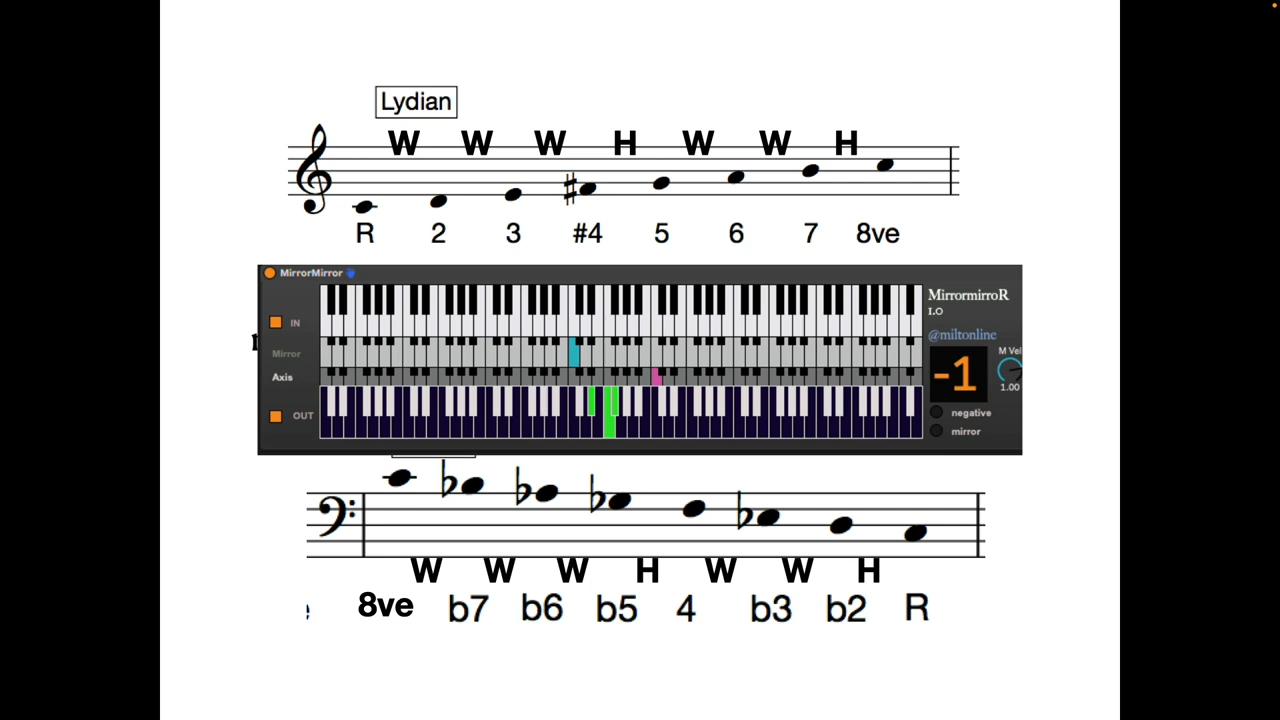 Lydian
W W W H W W H
R 2 3 #4 5 6 7 8ve
MirrorMirror
MirrormirroR
1.0
IN
@miltonline
Mirror
M Vel
Axis
-1
1.00
OUT
negative
mirror
W W W H W W H
8ve b7 b6 b5 4 b3 b2 R